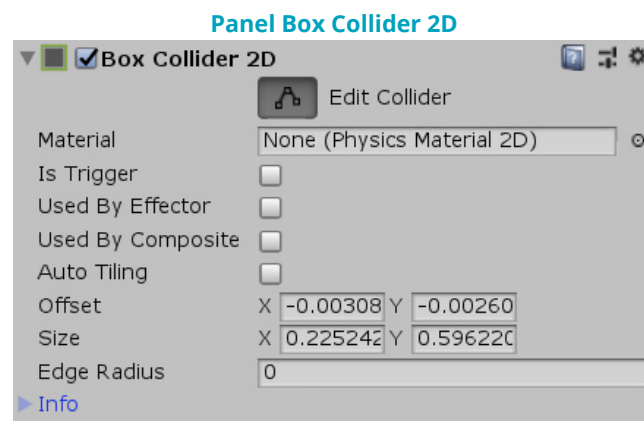 Panel Box Collider 2D
Box Collider 2D
Edit Collider
Material None (Physics Material 2D)
Is Trigger
Used By Effector
Used By Composite
Auto Tiling
Offset X -0.00308 Y -0.00260
Size X 0.225242 Y 0.596220
Edge Radius 0
Info